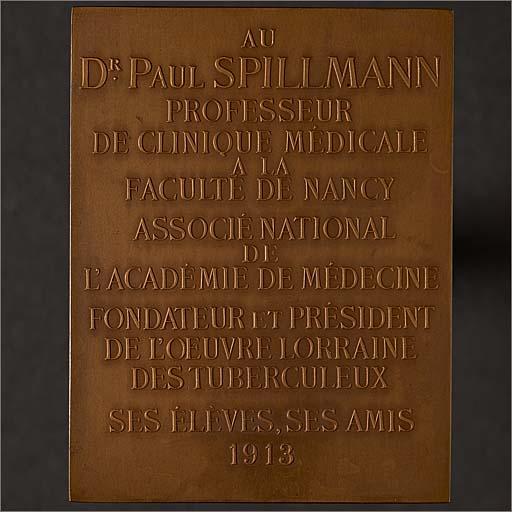 AU
DR. PAUL SPILLMANN
PROFESSEUR
DE CLINIQUE MÉDICALE
A LA
FACULTÉ DE NANCY
ASSOCIÉ NATIONAL
DE
L'ACADÉMIE DE MÉDECINE
FONDATEUR ET PRÉSIDENT
DE L'OEUVRE LORRAINE
DES TUBERCULEUX
SES ÉLÈVES, SES AMIS
1913